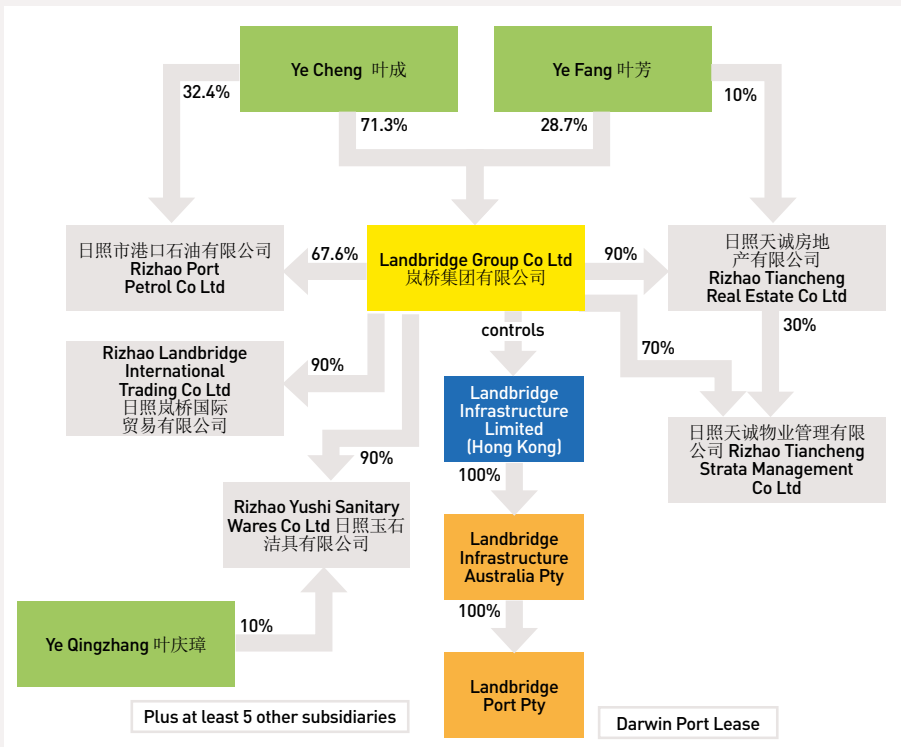 Ye Cheng 叶成
Ye Fang 叶芳
32.4%
71.3%
28.7%
10%
日照市港口石油有限公司
Rizhao Port
Petrol Co Ltd
67.6%
Landbridge Group Co Ltd
岚桥集团有限公司
90%
日照天诚房地
产有限公司
Rizhao Tiancheng
Real Estate Co Ltd
controls
30%
70%
Rizhao Landbridge
International
Trading Co Ltd
日照岚桥国际
贸易有限公司
90%
Landbridge
Infrastructure
Limited
(Hong Kong)
日照天诚物业管理有限
公司 Rizhao Tiancheng
Strata Management
Co Ltd
90%
100%
Rizhao Yushi Sanitary
Wares Co Ltd 日照玉石
洁具有限公司
Landbridge
Infrastructure
Australia Pty
100%
10%
Ye Qingzhang 叶庆璋
Landbridge
Port Pty
Plus at least 5 other subsidiaries
Darwin Port Lease